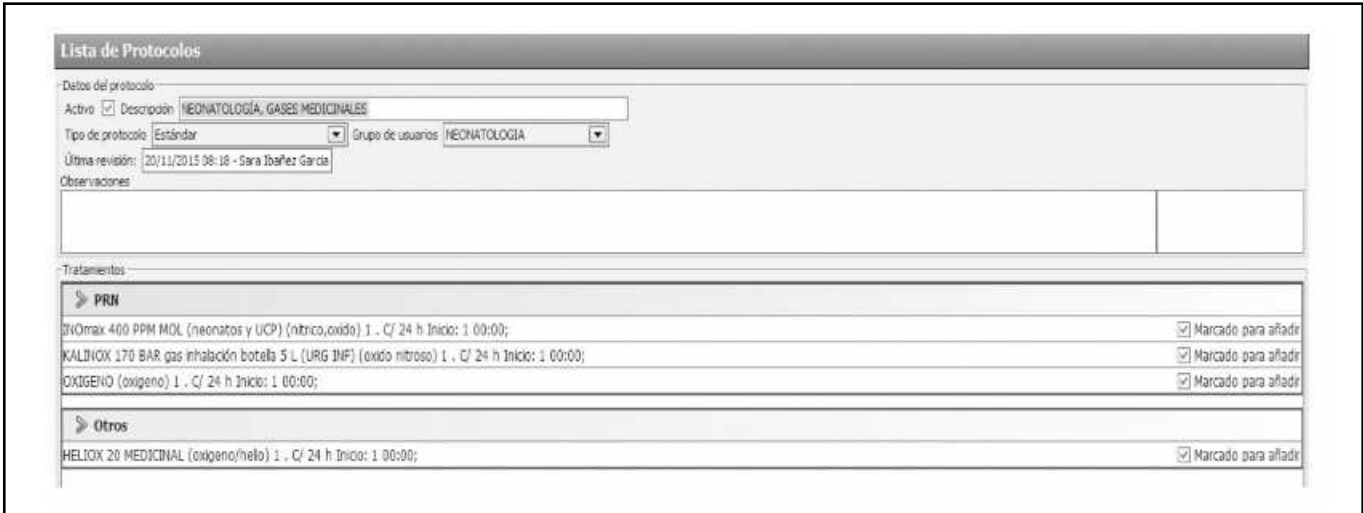 Lista de Protocolos
Datos del protocolo
Activo Descripción NEONATOLOGÍA, GASES MEDICINALES
Tipo de protocolo Estándar Grupo de usuarios NEONATOLOGIA
Última revisión: 20/11/2015 08:18 - Sara Ibañez Garcia
Observaciones
Tratamientos
PRN
INOmax 400 PPM MOL (neonatos y UCP) (nitrico,oxido) 1 . C/ 24 h Inicio: 1 00:00; Marcado para añadir
KALINOX 170 BAR gas inhalación botella 5 L (URG INF) (oxido nitroso) 1 . C/ 24 h Inicio: 1 00:00; Marcado para añadir
OXIGENO (oxigeno) 1 . C/ 24 h Inicio: 1 00:00; Marcado para añadir
Otros
HELIOX 20 MEDICINAL (oxigeno/helio) 1 . C/ 24 h Inicio: 1 00:00; Marcado para añadir